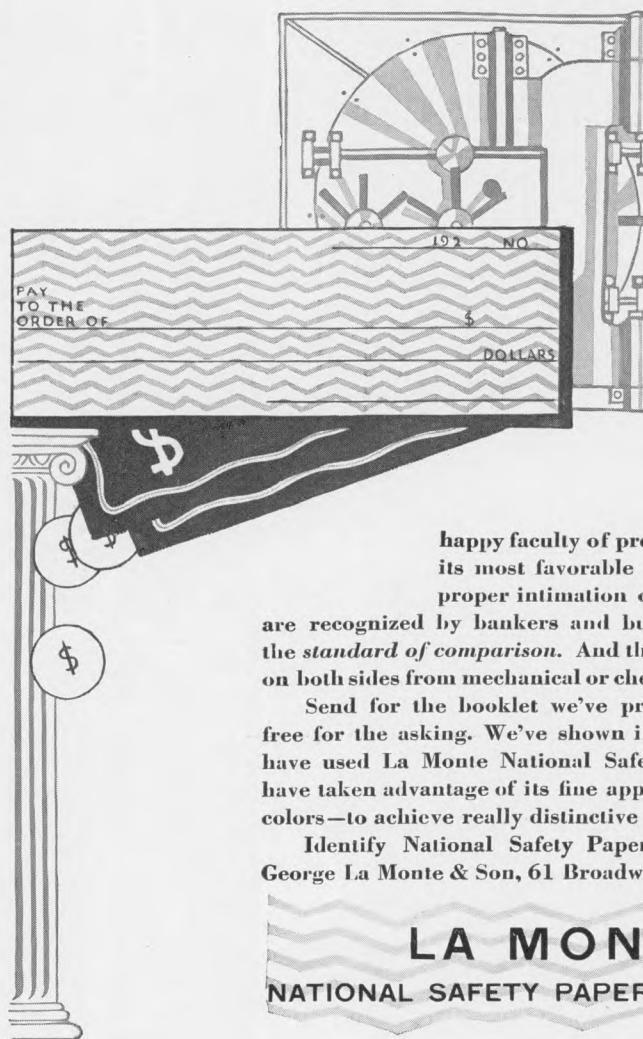 192 NO
PAY
TO THE
ORDER OF $
DOLLARS
$
$
$
$
happy faculty of pre
its most favorable
proper intimation
are recognized by bankers and bu
the standard of comparison. And th
on both sides from mechanical or che
Send for the booklet we've pr
free for the asking. We've shown i
have used La Monte National Safe
have taken advantage of its fine app
colors—to achieve really distinctive
Identify National Safety Paper
George La Monte & Son, 61 Broadw
LA MON
NATIONAL SAFETY PAPER